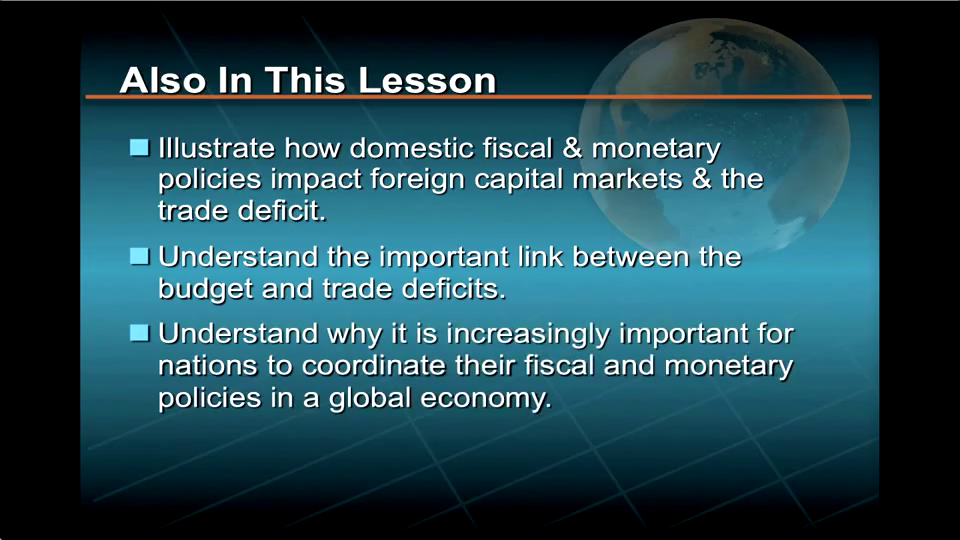 Also In This Lesson
Illustrate how domestic fiscal & monetary
policies impact foreign capital markets & the
trade deficit.
Understand the important link between the
budget and trade deficits.
Understand why it is increasingly important for
nations to coordinate their fiscal and monetary
policies in a global economy.